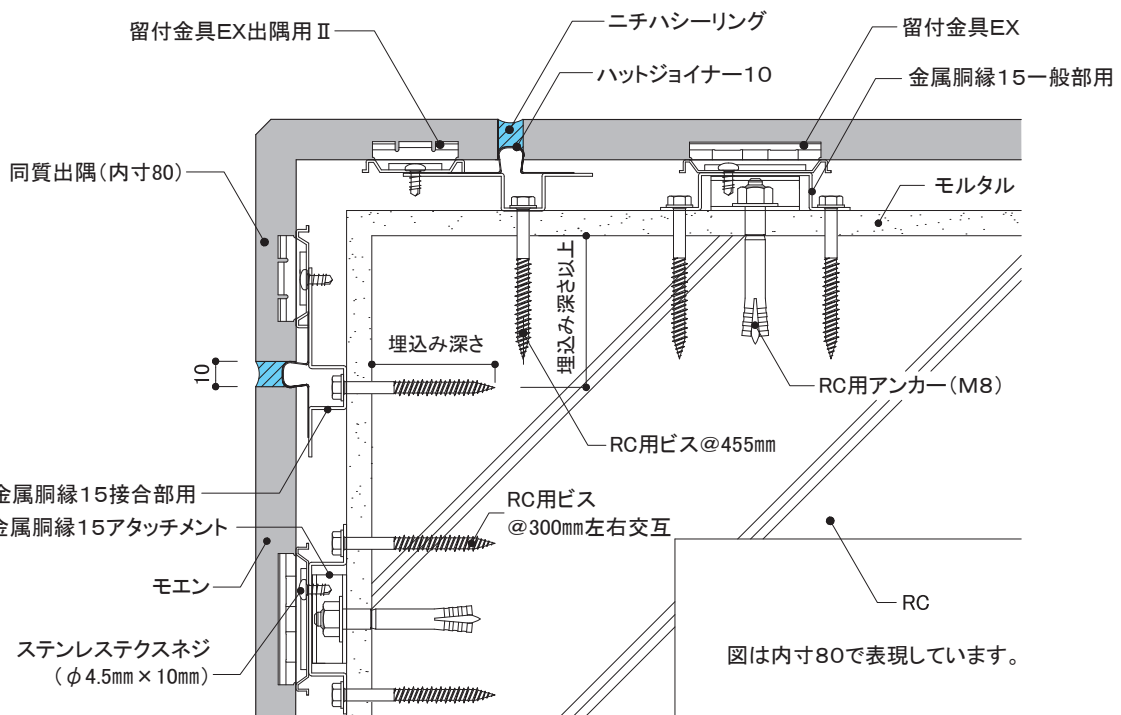 留付金具EX出隅用Ⅱ
ニチハシーリング
留付金具EX
ハットジョイナー10
金属胴縁15一般部用
同質出隅(内寸80)
モルタル
埋込み深さ以上
埋込み深さ
10
RC用アンカー(M8)
RC用ビス@455mm
金属胴縁15接合部用
RC用ビス
@300mm左右交互
金属胴縁15アタッチメント
モエン
RC
ステンレステクスネジ
(φ4.5mm×10mm)
図は内寸80で表現しています。